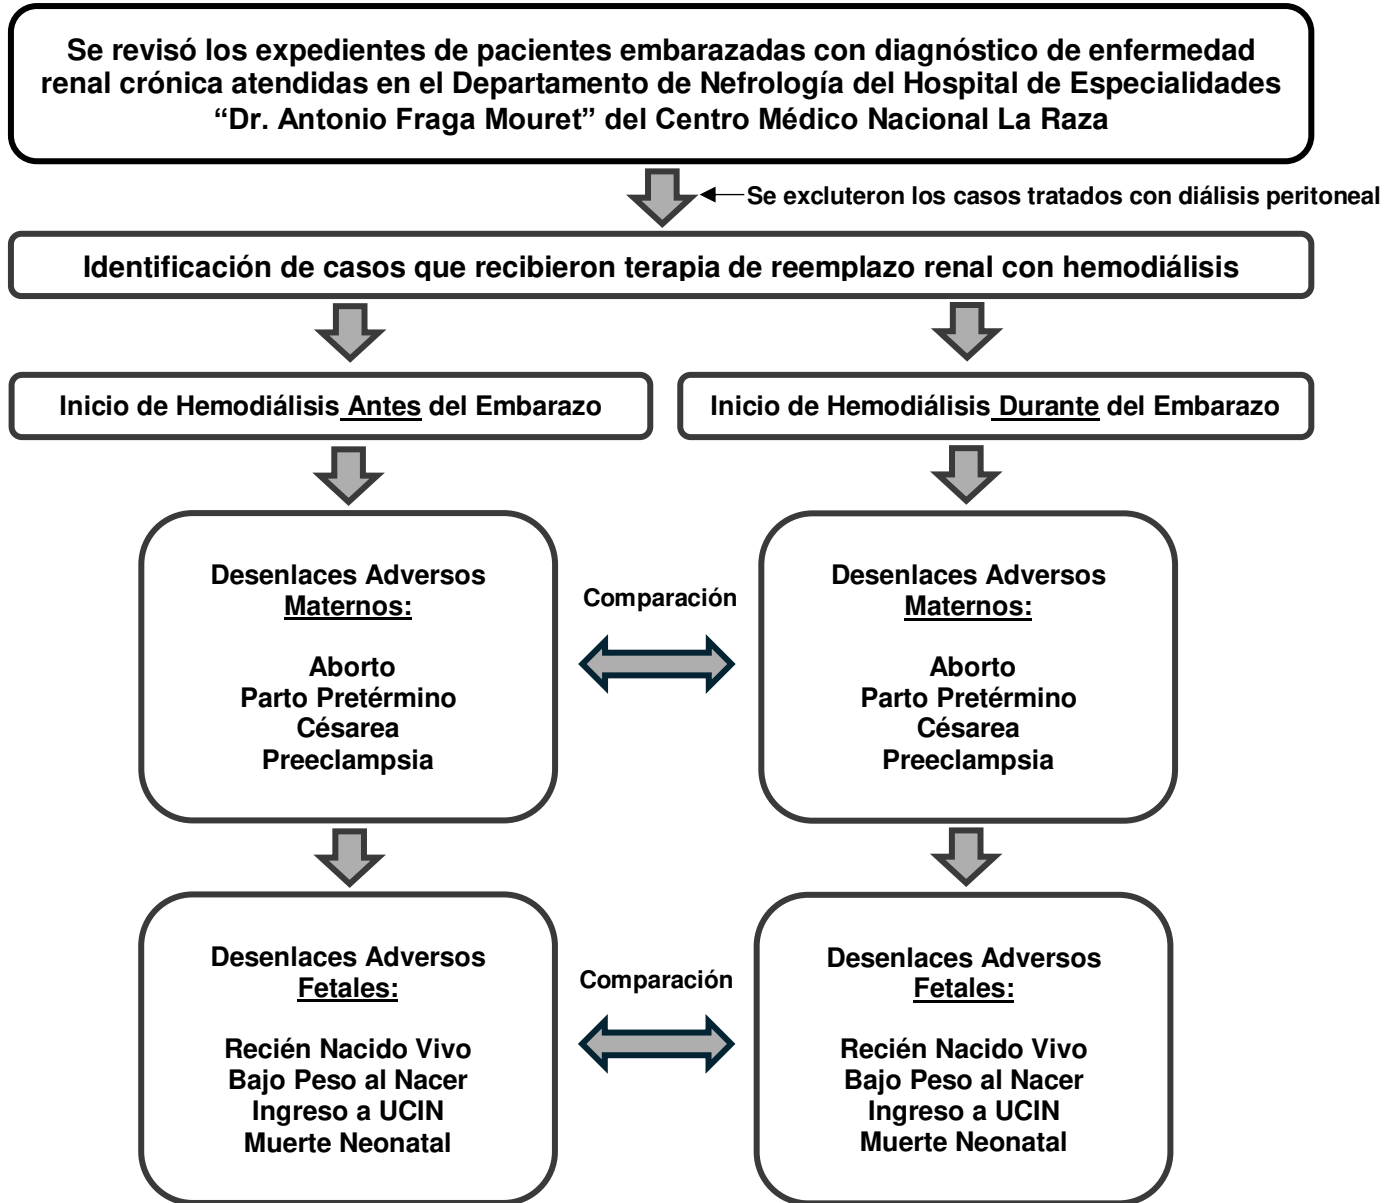 Se revisó los expedientes de pacientes embarazadas con diagnóstico de enfermedad
renal crónica atendidas en el Departamento de Nefrología del Hospital de Especialidades
“Dr. Antonio Fraga Mouret” del Centro Médico Nacional La Raza
Se excluteron los casos tratados con diálisis peritoneal
Identificación de casos que recibieron terapia de reemplazo renal con hemodiálisis
Inicio de Hemodiálisis Antes del Embarazo
Inicio de Hemodiálisis Durante del Embarazo
Desenlaces Adversos
Maternos:
Aborto
Parto Pretérmino
Césarea
Preeclampsia
Comparación
Desenlaces Adversos
Maternos:
Aborto
Parto Pretérmino
Césarea
Preeclampsia
Desenlaces Adversos
Fetales:
Recién Nacido Vivo
Bajo Peso al Nacer
Ingreso a UCIN
Muerte Neonatal
Comparación
Desenlaces Adversos
Fetales:
Recién Nacido Vivo
Bajo Peso al Nacer
Ingreso a UCIN
Muerte Neonatal